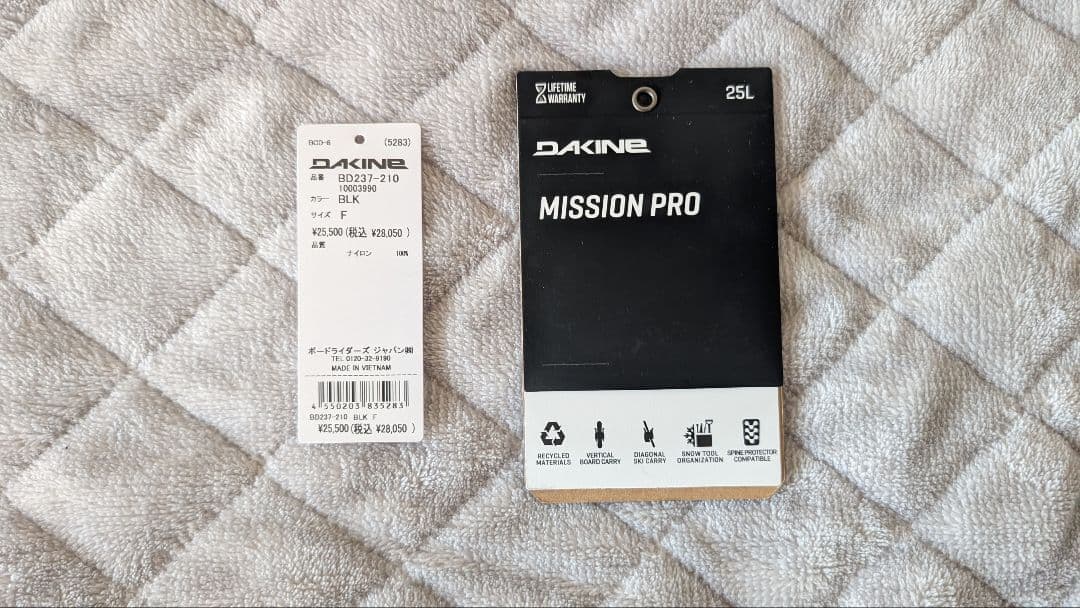 BCD-6 (5283)
DAKINE
品番 BD237-210
10003990
カラー BLK
サイズ F
¥25,500(税込 ¥28,050 )
品質
ナイロン 100%
ボードライダーズ ジャパン㈱
TEL 0120-32-9190
MADE IN VIETNAM
4 550203 835283
BD237-210 BLK F
¥25,500(税込 ¥28,050 )
LIFETIME
WARRANTY
25L
DAKINE
MISSION PRO
RECYCLED
MATERIALS
VERTICAL
BOARD CARRY
DIAGONAL
SKI CARRY
SNOW TOOL
ORGANIZATION
SPINE PROTECTOR
COMPATIBLE